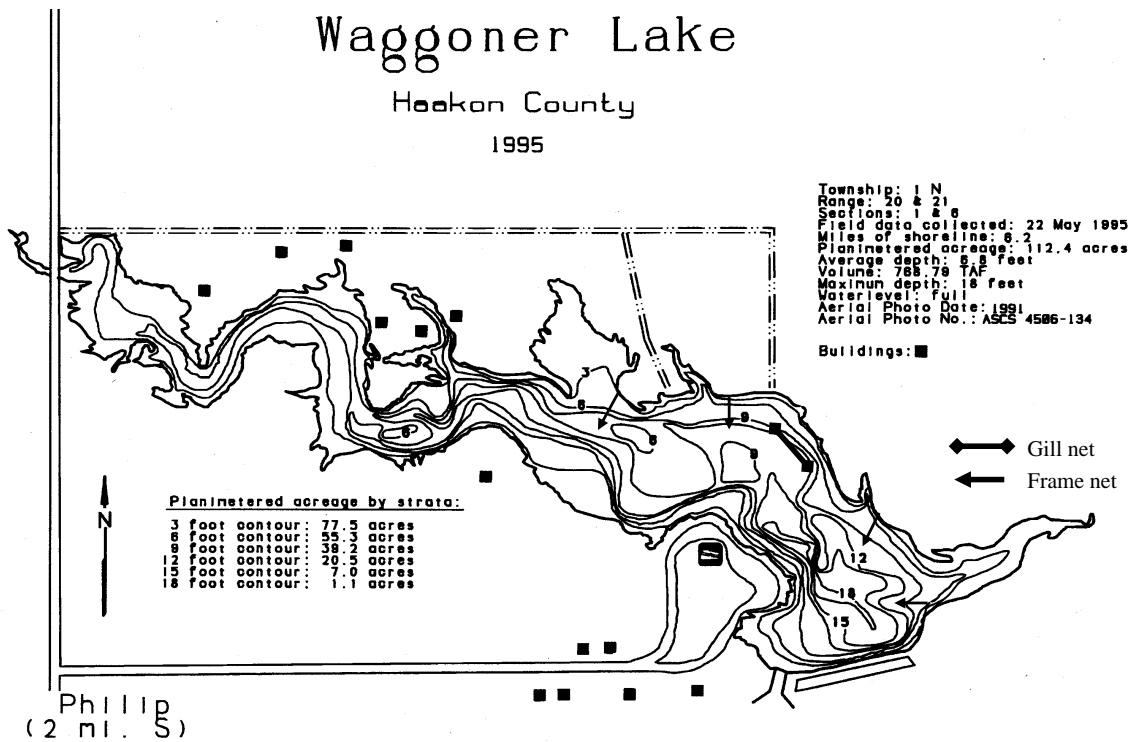 Waggoner Lake
Haakon County
1995
Township: 1 N
Range: 20 & 21
Sections: 1 & 6
Field data collected: 22 May 1995
Miles of shoreline: 6.2
Planimetered acreage: 112.4 acres
Average depth: 6.8 feet
Volume: 768.79 TAF
Maximum depth: 18 feet
Waterlevel: full
Aerial Photo Date: 1991
Aerial Photo No.: ASCS 4506-134
Buildings:
3
6
9
6
6
9
Gill net
Frame net
N
Planimetered acreage by strata:
3 foot contour: 77.5 acres
6 foot contour: 55.3 acres
9 foot contour: 39.2 acres
12 foot contour: 20.5 acres
15 foot contour: 7.0 acres
18 foot contour: 1.1 acres
12
18
15
Philip
(2 mi. S)